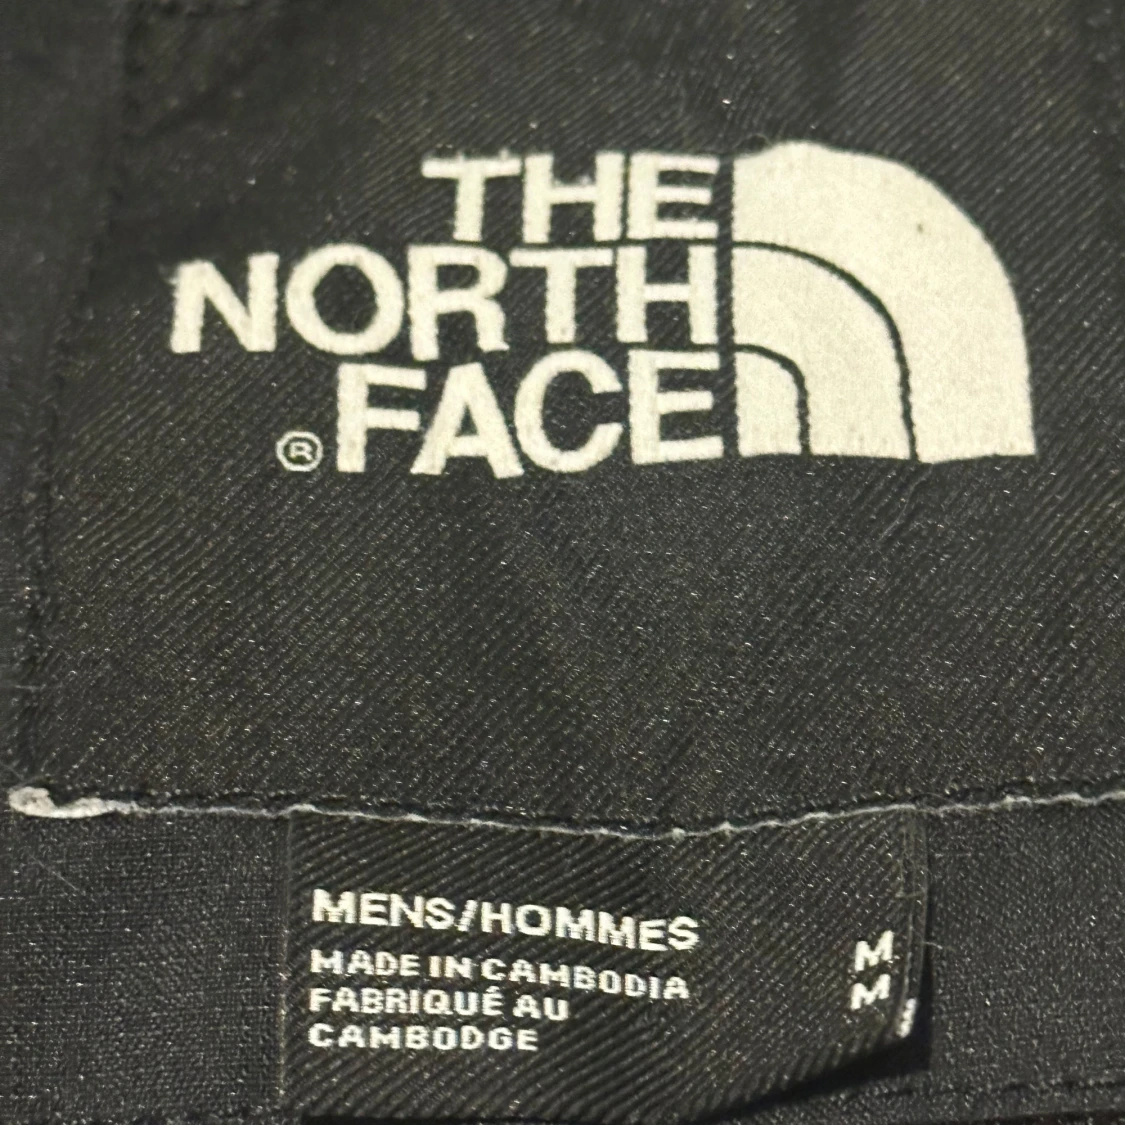 THE
NORTH
® FACE
MENS/HOMMES
MADE IN CAMBODIA
FABRIQUÉ AU
CAMBODGE
M
M